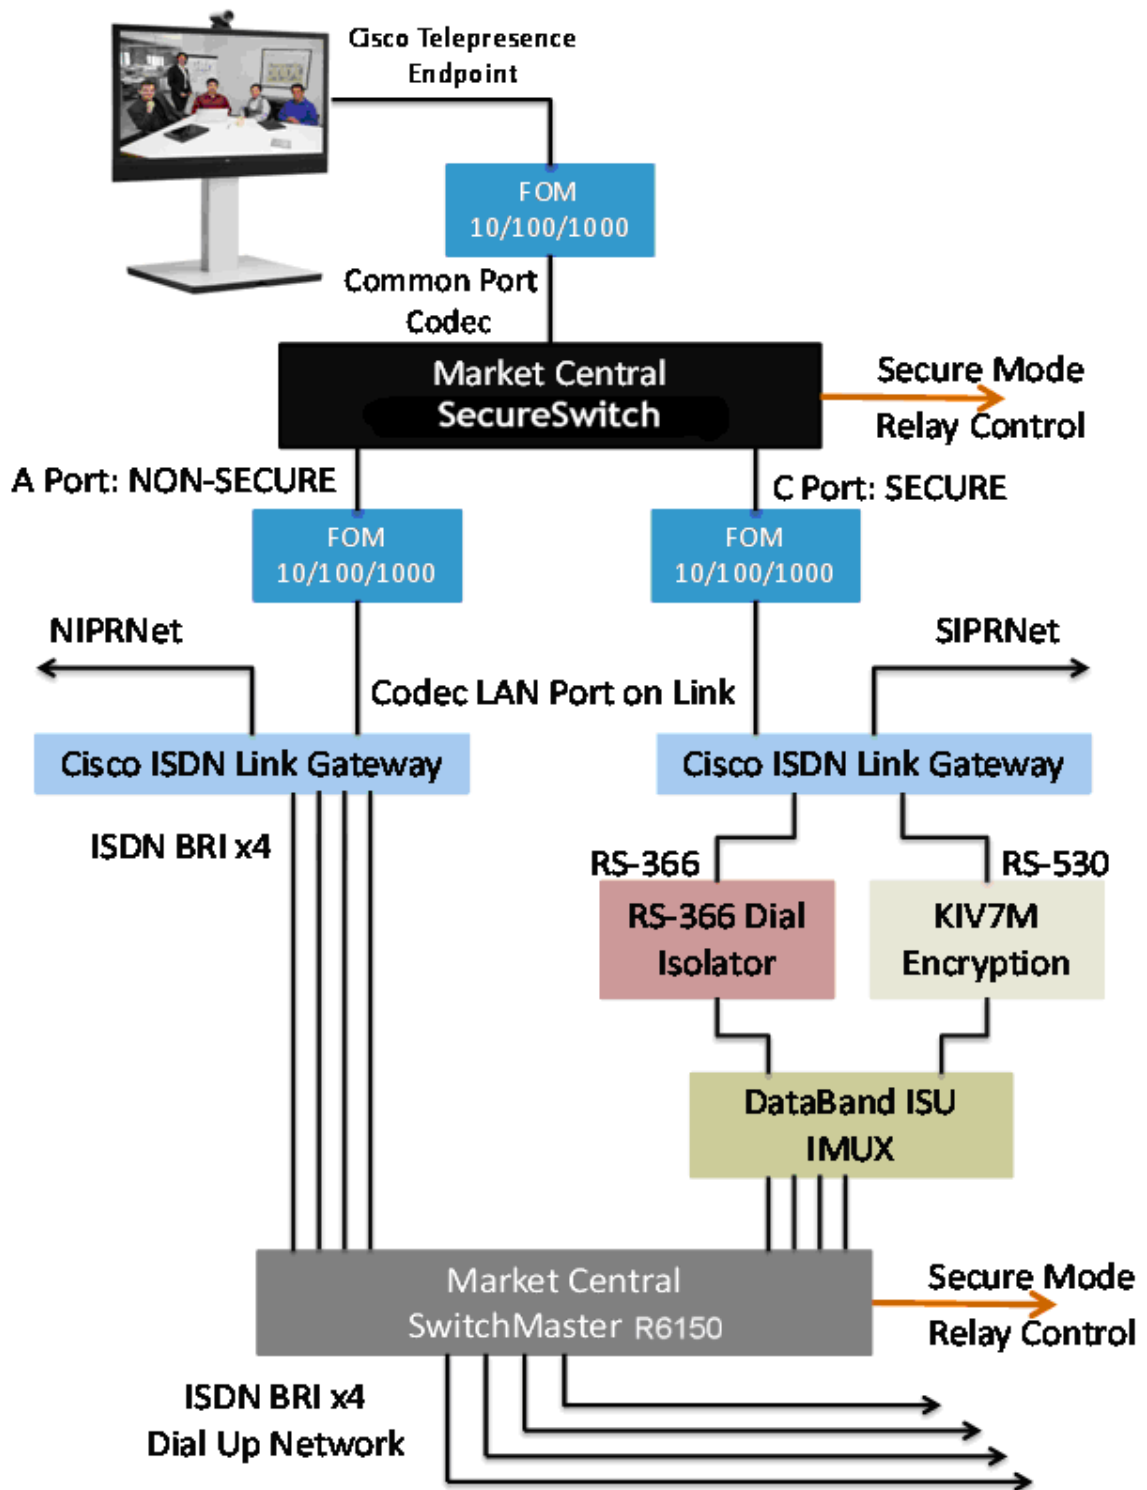 Cisco Telepresence
Endpoint
FOM
10/100/1000
Common Port
Codec
Market Central
SecureSwitch
Secure Mode
Relay Control
A Port: NON-SECURE
C Port: SECURE
FOM
10/100/1000
FOM
10/100/1000
NIPRNet
SIPRNet
Codec LAN Port on Link
Cisco ISDN Link Gateway
Cisco ISDN Link Gateway
ISDN BRI x4
RS-366
RS-530
RS-366 Dial
Isolator
KIV7M
Encryption
DataBand ISU
IMUX
Market Central
SwitchMaster R6150
Secure Mode
Relay Control
ISDN BRI x4
Dial Up Network